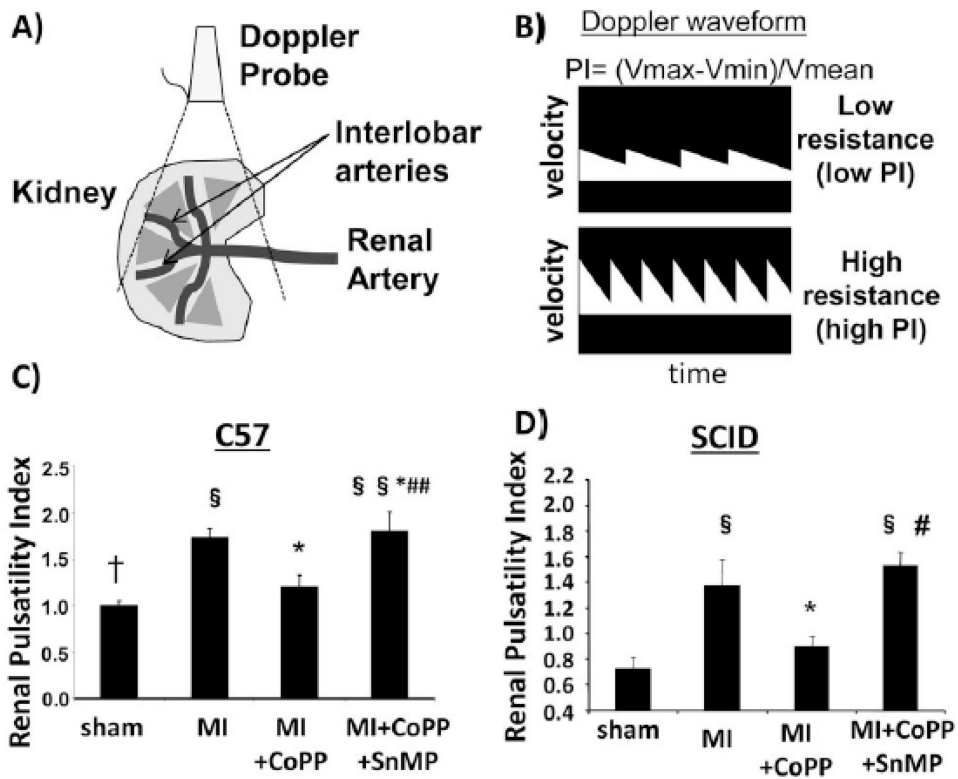 A)
Doppler
Probe
Interlobar
arteries
Kidney
Renal
Artery
B)
Doppler waveform
PI= (Vmax-Vmin)/Vmean
velocity
Low
resistance
(low PI)
velocity
High
resistance
(high PI)
time
C)
C57
Renal Pulsatility Index
2.5
2.0
1.5
1.0
0.5
0.0
†
§
*
§ § *##
sham
MI
MI
+CoPP
MI+CoPP
+SnMP
D)
SCID
Renal Pulsatility Index
2.2
2.0
1.8
1.6
1.4
1.2
1.0
0.8
0.6
0.4
§
*
§ #
sham
MI
MI
+CoPP
MI+CoPP
+SnMP